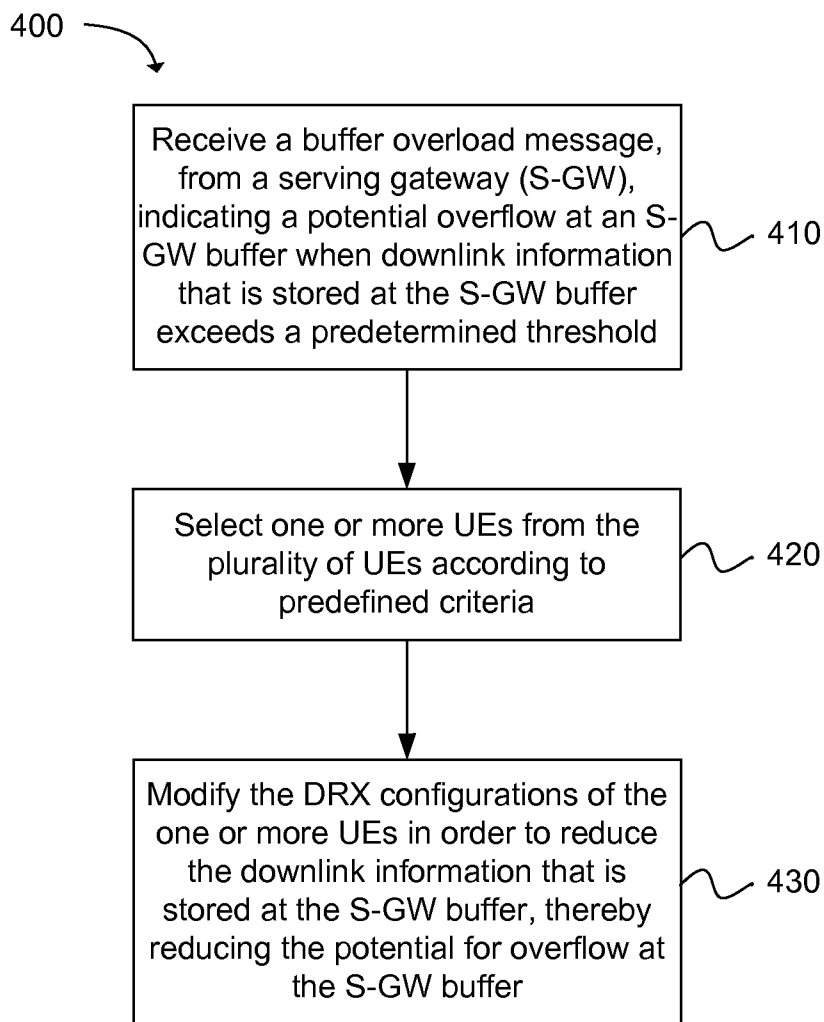 400
Receive a buffer overload message,
from a serving gateway (S-GW),
indicating a potential overflow at an S-
GW buffer when downlink information
that is stored at the S-GW buffer
exceeds a predetermined threshold
410
Select one or more UEs from the
plurality of UEs according to
predefined criteria
420
Modify the DRX configurations of the
one or more UEs in order to reduce
the downlink information that is
stored at the S-GW buffer, thereby
reducing the potential for overflow at
the S-GW buffer
430